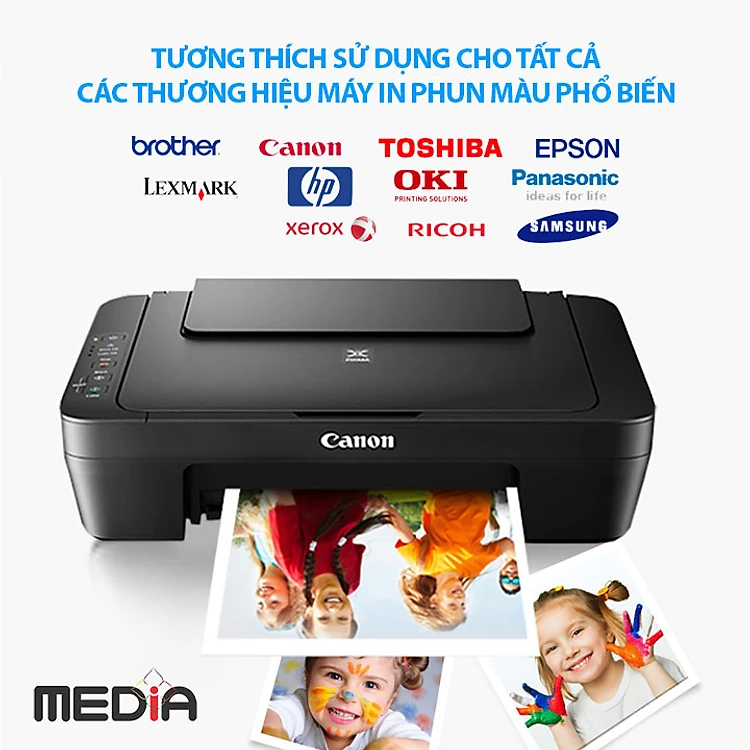 TƯƠNG THÍCH SỬ DỤNG CHO TẤT CẢ
CÁC THƯƠNG HIỆU MÁY IN PHUN MÀU PHỔ BIẾN
brother Canon TOSHIBA EPSON
LEXMARK hp OKI Panasonic
PRINTING SOLUTIONS ideas for life
xerox RICOH SAMSUNG
PIXMA
Canon
MEDiA